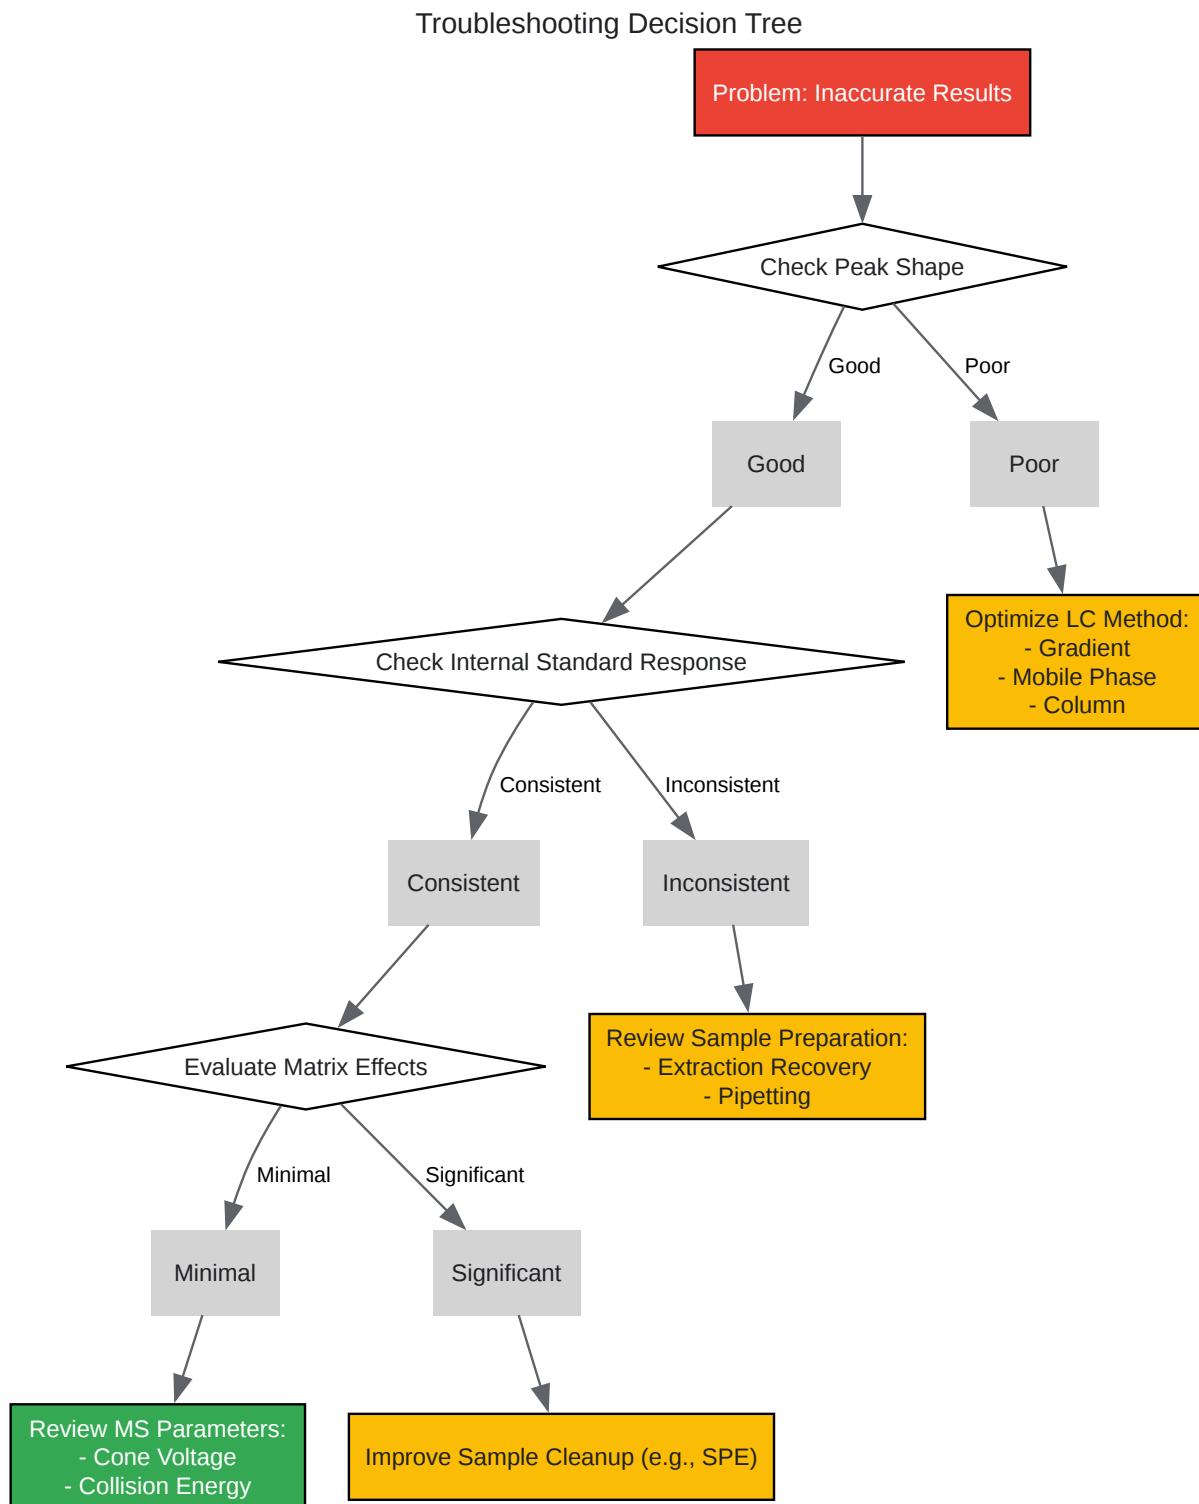 Troubleshooting Decision Tree
Problem: Inaccurate Results
Check Peak Shape
Good
Poor
Good
Poor
Optimize LC Method:
- Gradient
- Mobile Phase
- Column
Check Internal Standard Response
Consistent
Inconsistent
Consistent
Inconsistent
Review Sample Preparation:
- Extraction Recovery
- Pipetting
Evaluate Matrix Effects
Minimal
Significant
Minimal
Significant
Review MS Parameters:
- Cone Voltage
- Collision Energy
Improve Sample Cleanup (e.g., SPE)